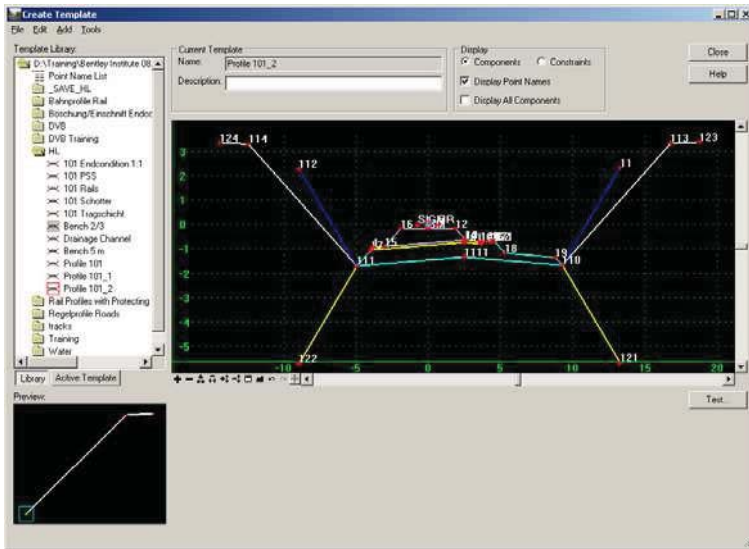 Create Template
File Edit Add Tools
Template Library:
D:\Training\Bentley Institute 08.
Point Name List
_SAVE_HL
Bahnprofile Rail
Boschung/Einschnitt Endcor
DVB
DVB Training
HL
101 Endcondition 1:1
101 PSS
101 Rails
101 Schotter
101 Tragschicht
Bench 2/3
Drainage Channel
Bench 5 m
Profile 101
Profile 101_1
Profile 101_2
Rail Profiles with Protecting
Regelprofile Roads
tracks
Training
Water
Library Active Template
Preview:
Current Template
Name: Profile 101_2
Description:
Display
Components Constraints
Display Point Names
Display All Components
Close
Help
124 114 113 123
112 11
16 12
15
18 19
111 1111 110
122 121
3
2
1
0
-1
-2
-3
-4
-5
-10 -5 0 5 10 15 20
Test...